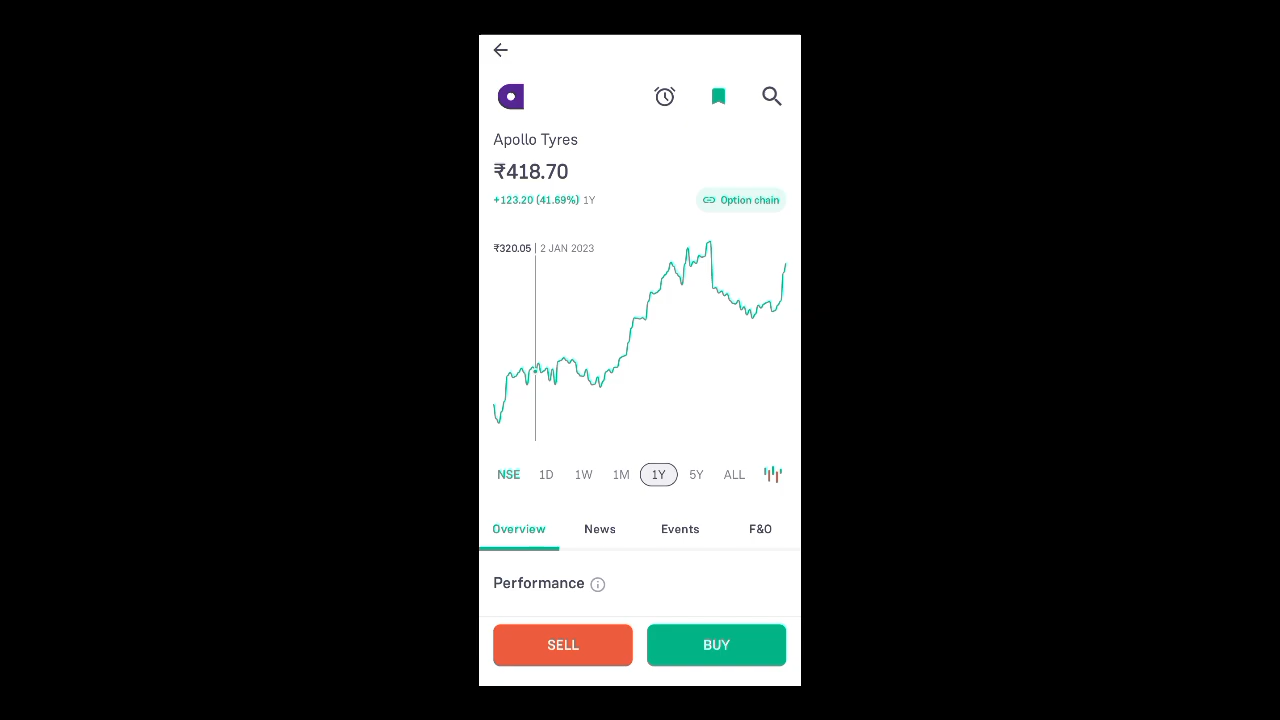 Apollo Tyres
₹418.70
+123.20 (41.69%) 1Y
Option chain
₹320.05 | 2 JAN 2023
NSE 1D 1W 1M 1Y 5Y ALL
Overview News Events F&O
Performance
SELL BUY